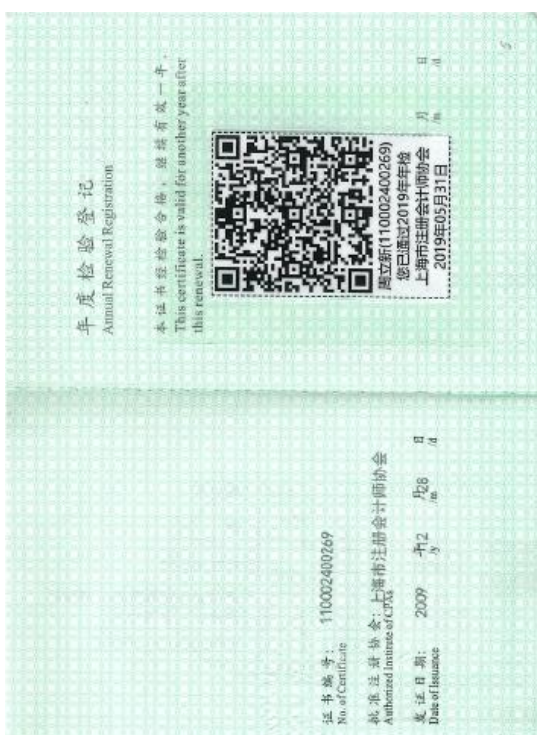 年度检验登记
Annual Renewal Registration
本证书经检验合格，继续有效一年。
This certificate is valid for another year after
this renewal.
周立新(110002400269)
您已通过2019年年检
上海市注册会计师协会
2019年05月31日
月 日
/m /d
5
证书编号： 110002400269
No. of Certificate
批准注册协会：上海市注册会计师协会
Authorized Institute of CPAs
发证日期： 2009 年12 月28 日
Date of Issuance /y /m /d